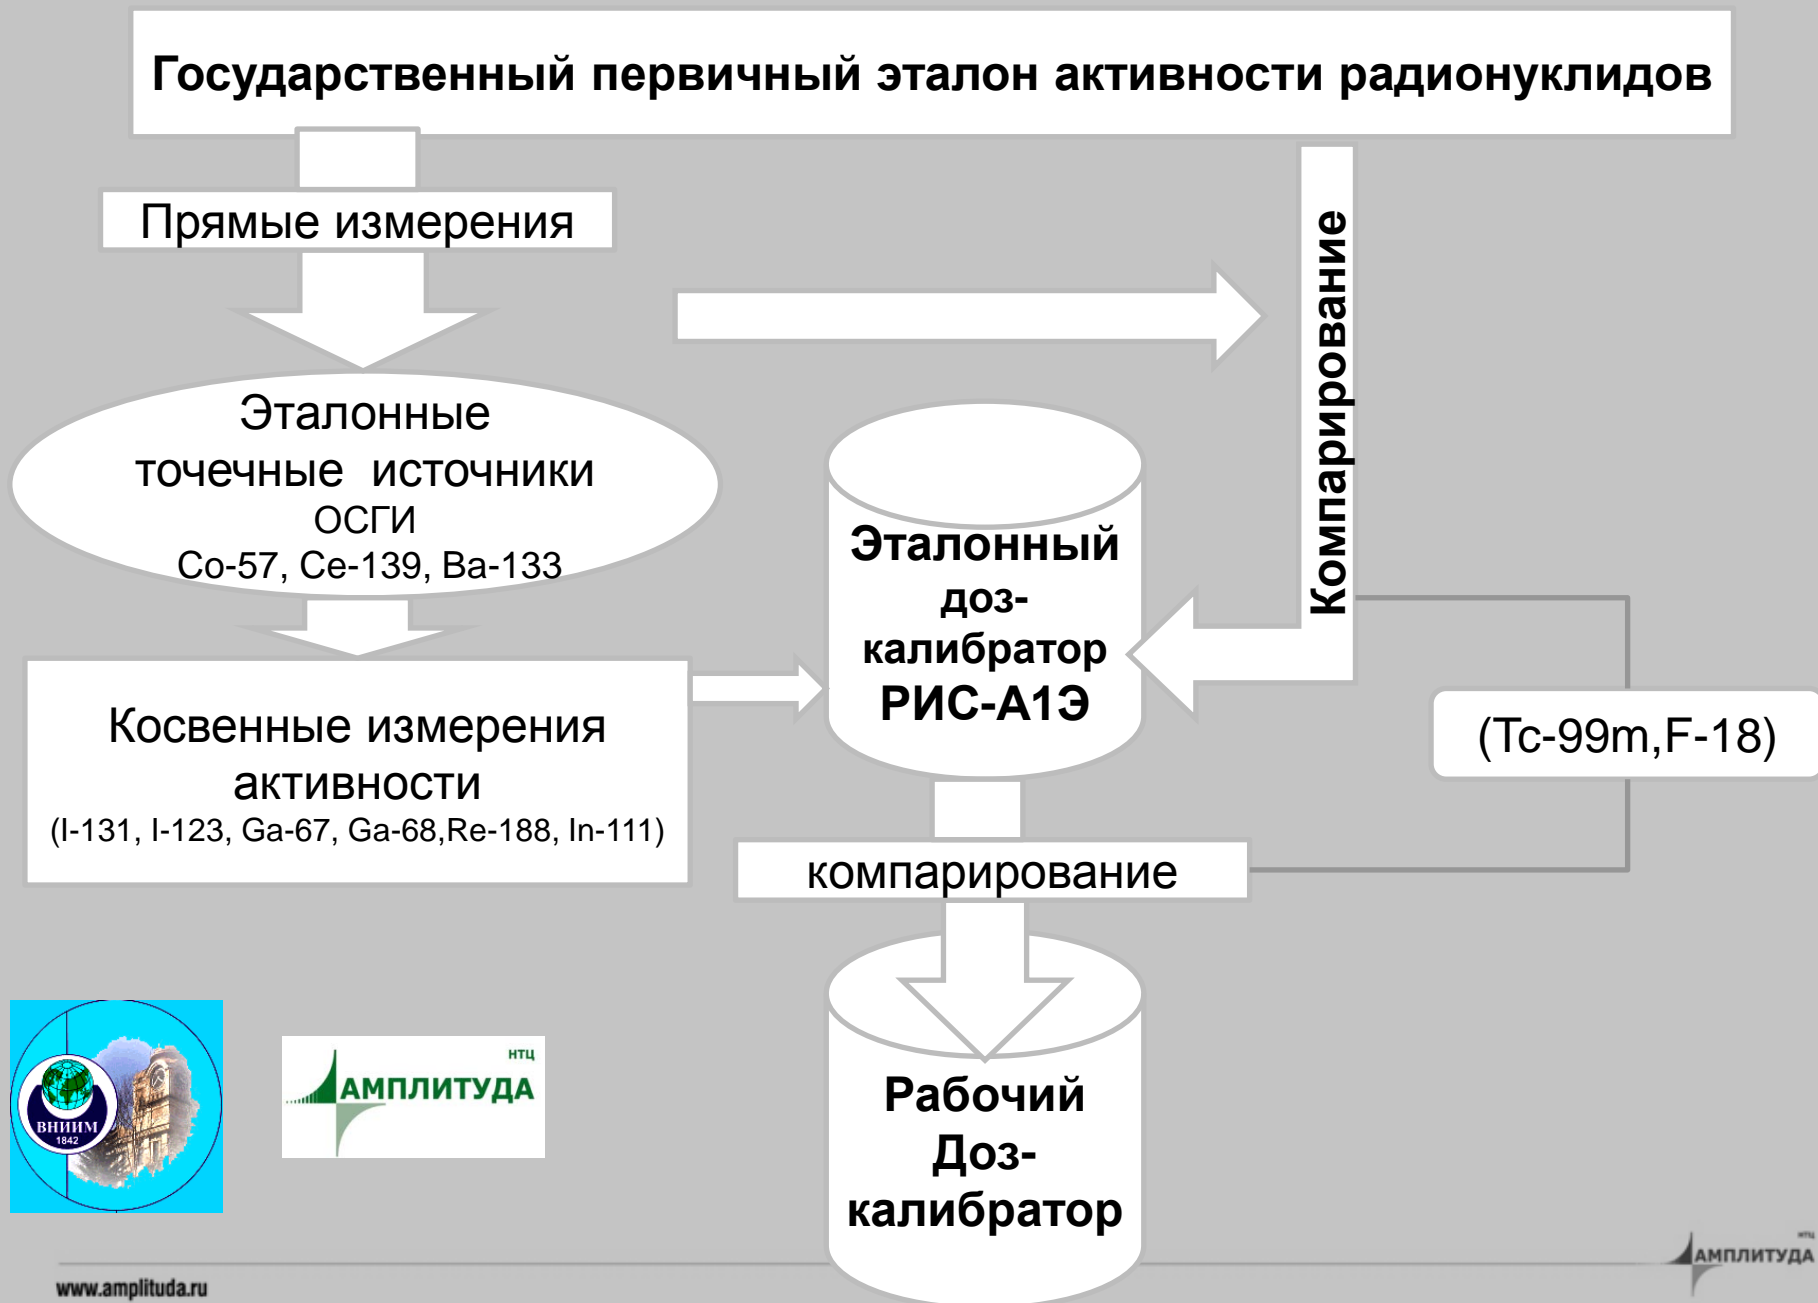 Государственный первичный эталон активности радионуклидов
Прямые измерения
Компарирование
Эталонные
точечные источники
ОСГИ
Co-57, Ce-139, Ba-133
Эталонный
доз-
калибратор
РИС-А1Э
Косвенные измерения
активности
(I-131, I-123, Ga-67, Ga-68,Re-188, In-111)
(Tc-99m,F-18)
компарирование
Рабочий
Доз-
калибратор
ВНИИМ
1842
НТЦ
АМПЛИТУДА
www.amplituda.ru
НТЦ
АМПЛИТУДА